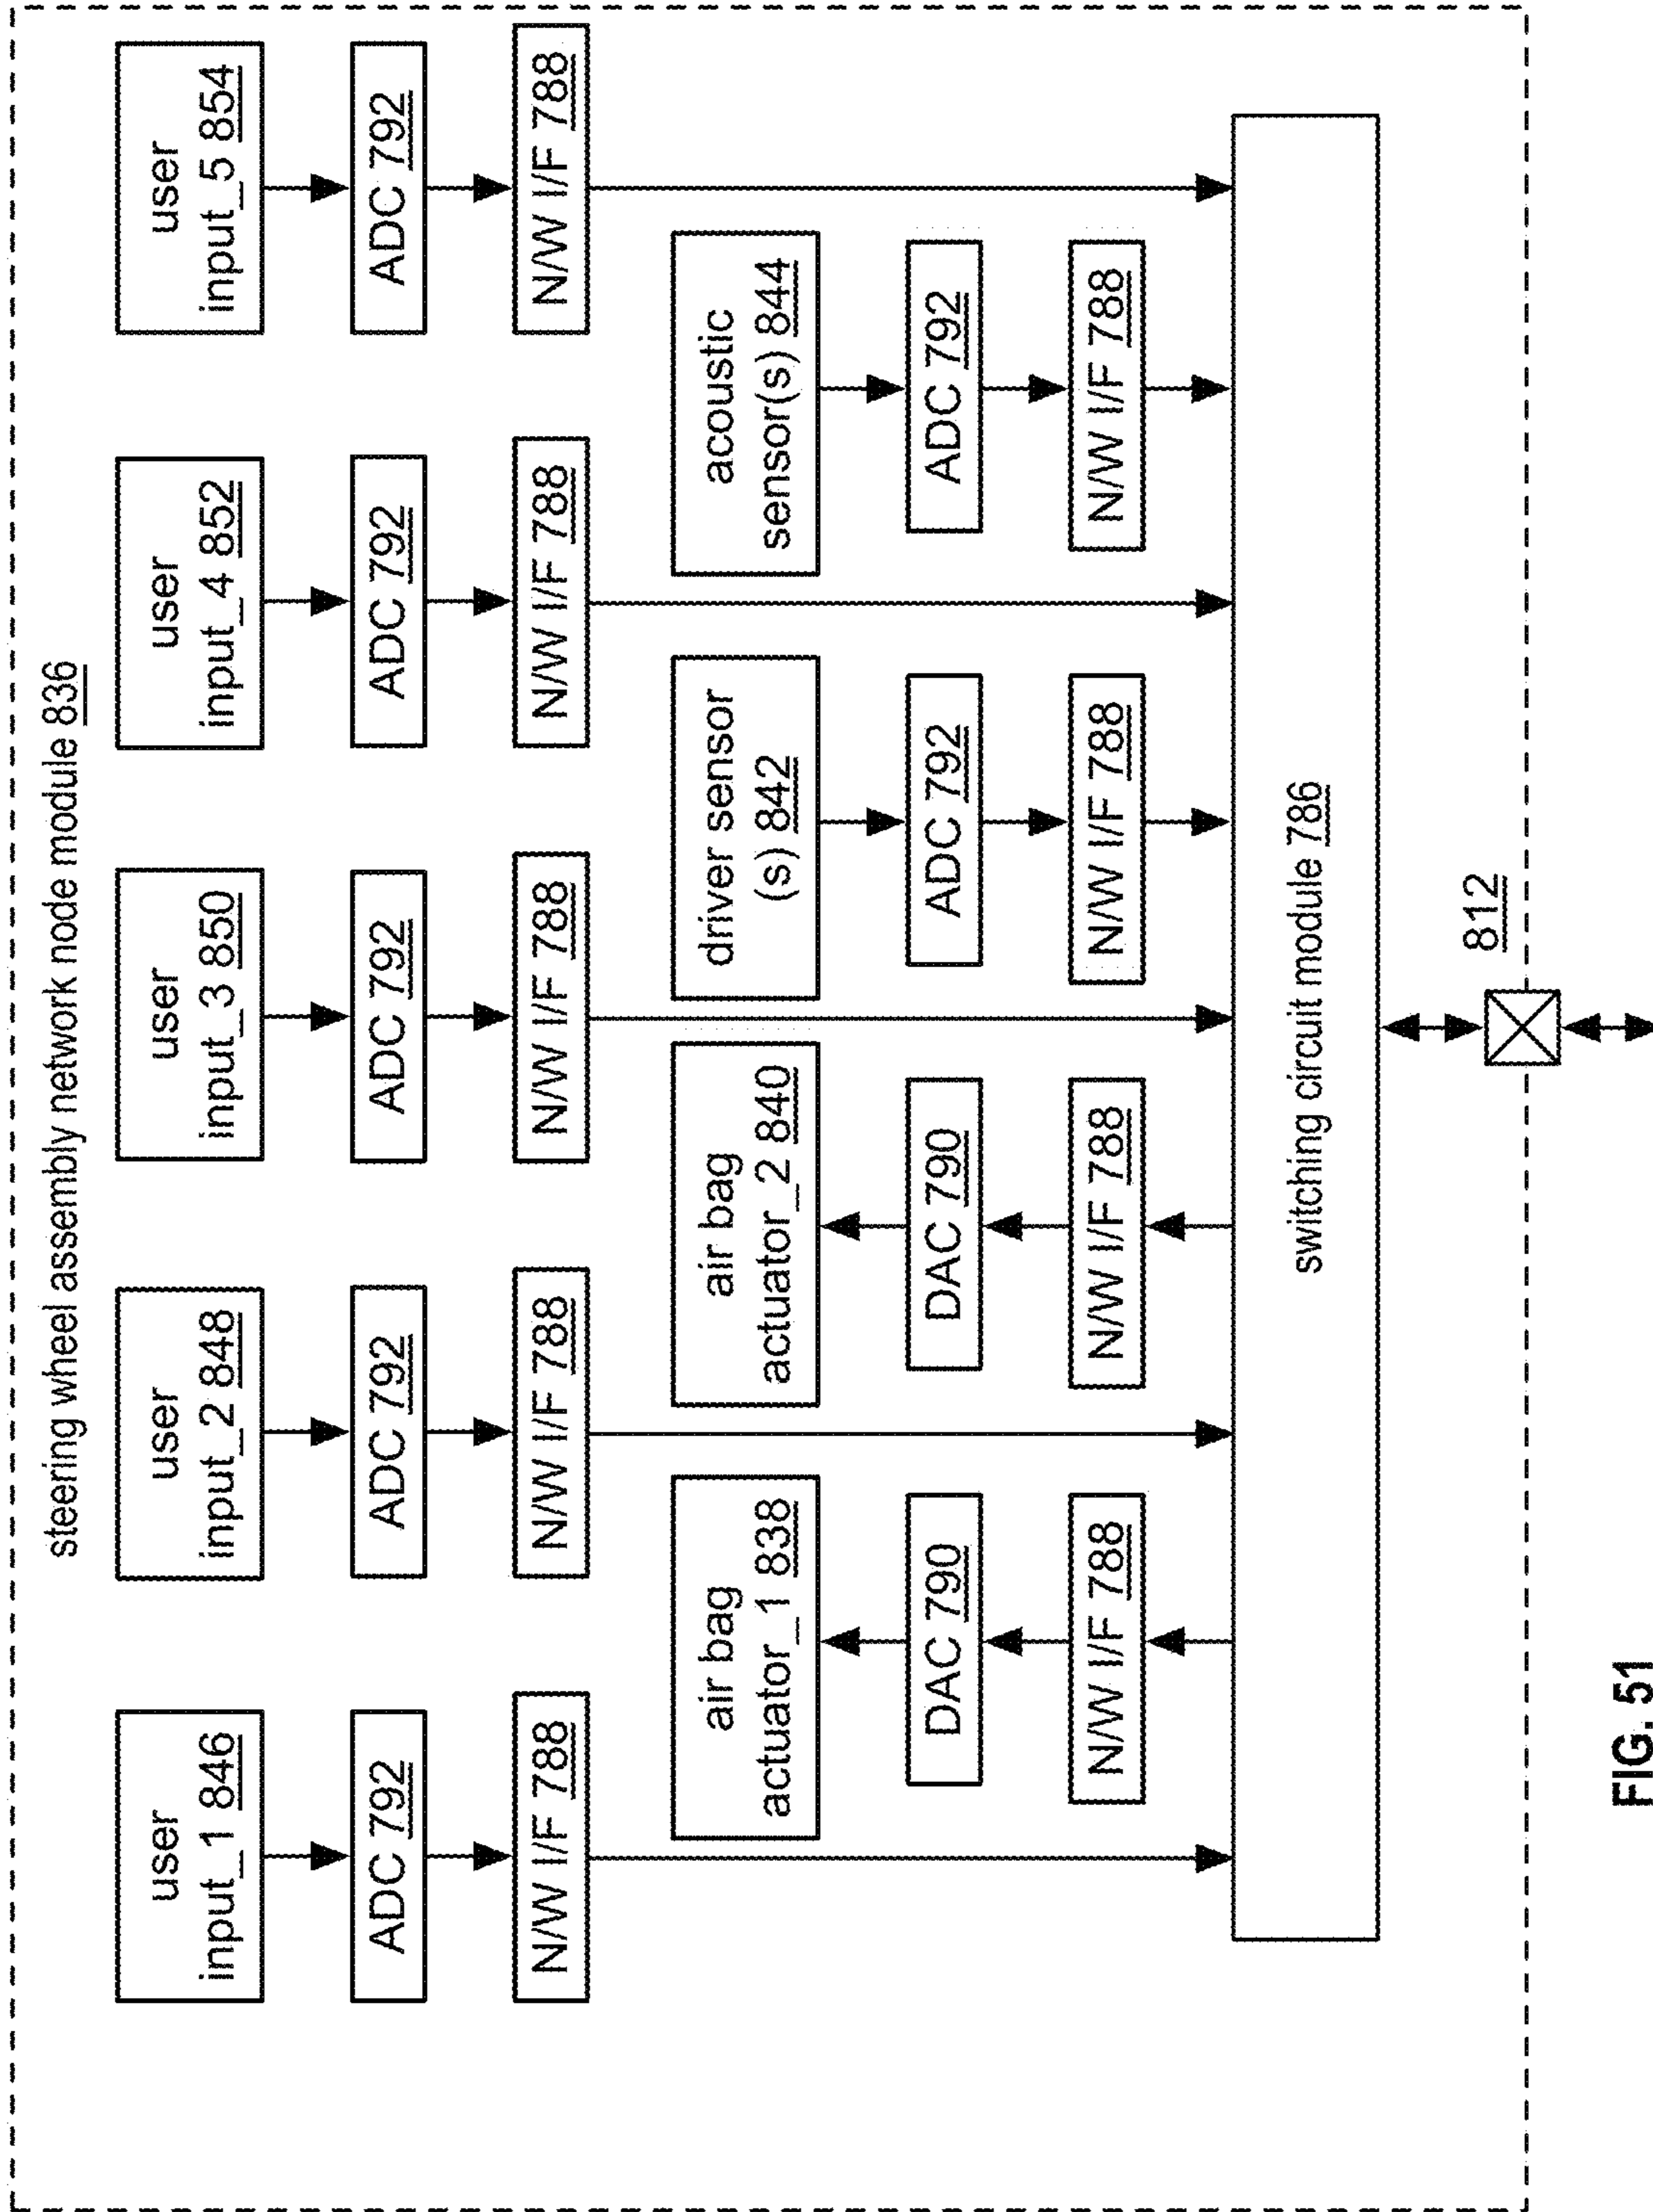 steering wheel assembly network node module 836
user
input_1 846
user
input_2 848
user
input_3 850
user
input_4 852
user
input_5 854
ADC 792
ADC 792
ADC 792
ADC 792
ADC 792
N/W I/F 788
N/W I/F 788
N/W I/F 788
N/W I/F 788
N/W I/F 788
air bag
actuator_1 838
air bag
actuator_2 840
driver sensor
(s) 842
acoustic
sensor(s) 844
DAC 790
DAC 790
ADC 792
ADC 792
N/W I/F 788
N/W I/F 788
N/W I/F 788
N/W I/F 788
switching circuit module 786
812
FIG. 51